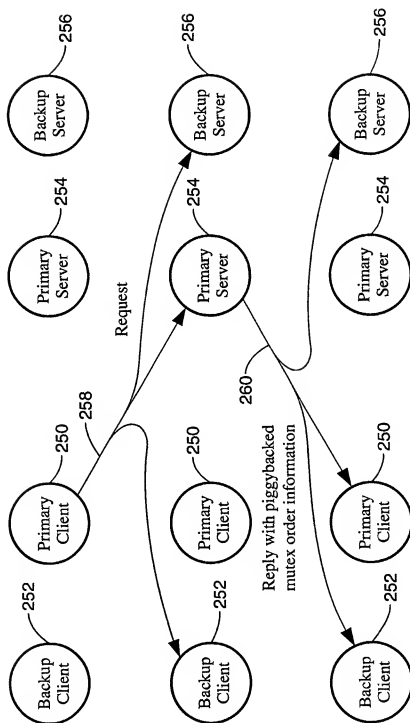 252
250
254
256
Backup
Client
Primary
Client
Primary
Server
Backup
Server
258
Request
252
250
254
256
Backup
Client
Primary
Client
Primary
Server
Backup
Server
Reply with piggybacked
mutex order information
260
252
250
254
256
Backup
Client
Primary
Client
Primary
Server
Backup
Server